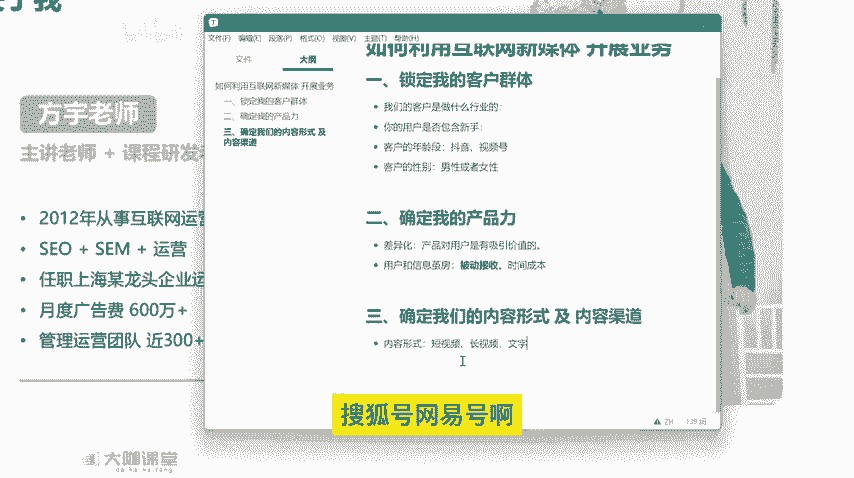 方宇老师
主讲老师 + 课程研发
2012年从事互联网运营
SEO + SEM + 运营
任职上海某龙头企业运
月度广告费 600万+
管理运营团队 近300+
大咖课堂
da ka ke tang
文件(F) 编辑(E) 段落(P) 格式(O) 视图(V) 主题(T) 帮助(H)
文件 大纲
如何利用互联网新媒体 开展业务
一、锁定我的客户群体
二、确定我的产品力
三、确定我们的内容形式 及
内容渠道
如何利用互联网新媒体 开展业务
一、锁定我的客户群体
我们的客户是做什么行业的:
你的用户是否包含新手:
客户的年龄段：抖音、视频号
客户的性别：男性或者女性
二、确定我的产品力
差异化：产品对用户是有吸引价值的。
用户和信息茧房：被动接收。时间成本
三、确定我们的内容形式 及 内容渠道
内容形式：短视频、长视频、文字
搜狐号网易号啊
ZH 139 词